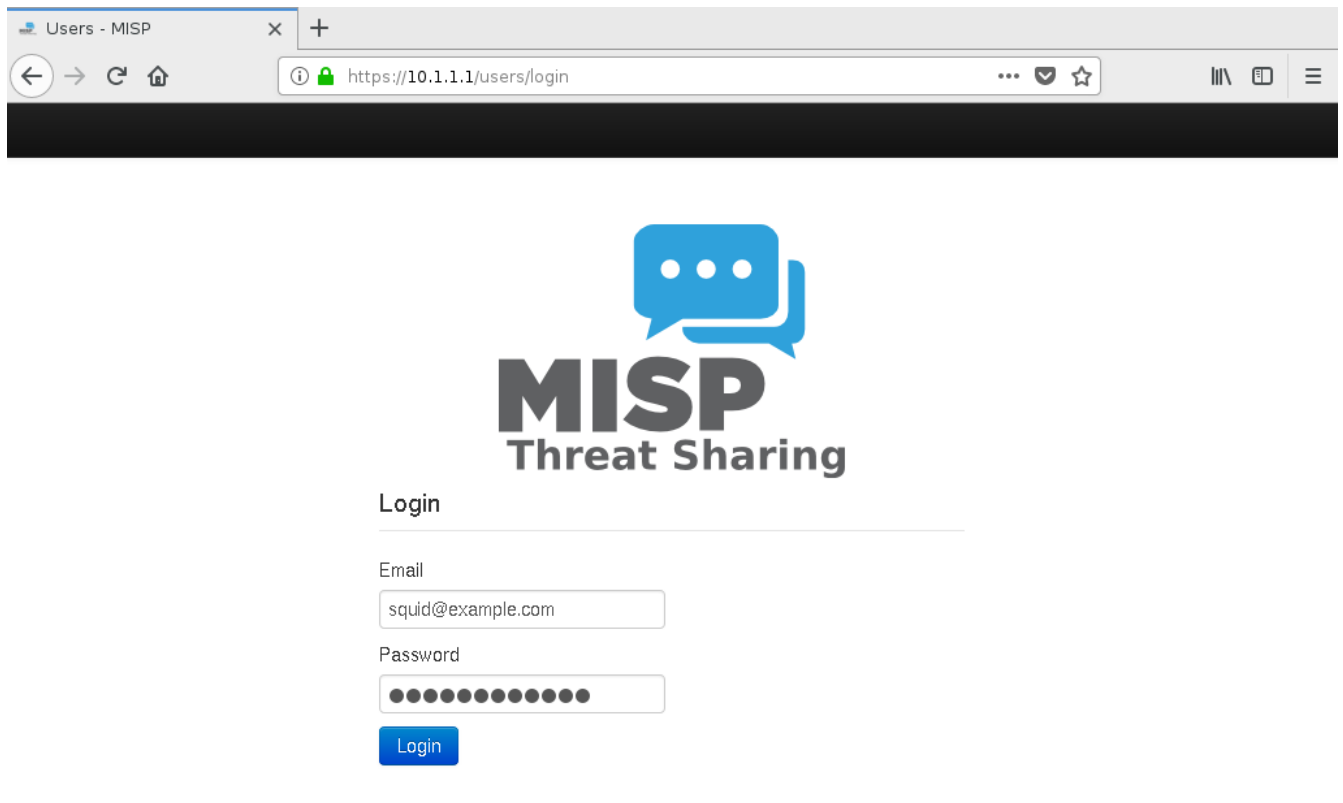 Users - MISP
https://10.1.1.1/users/login
MISP
Threat Sharing
Login
Email
squid@example.com
Password
Login